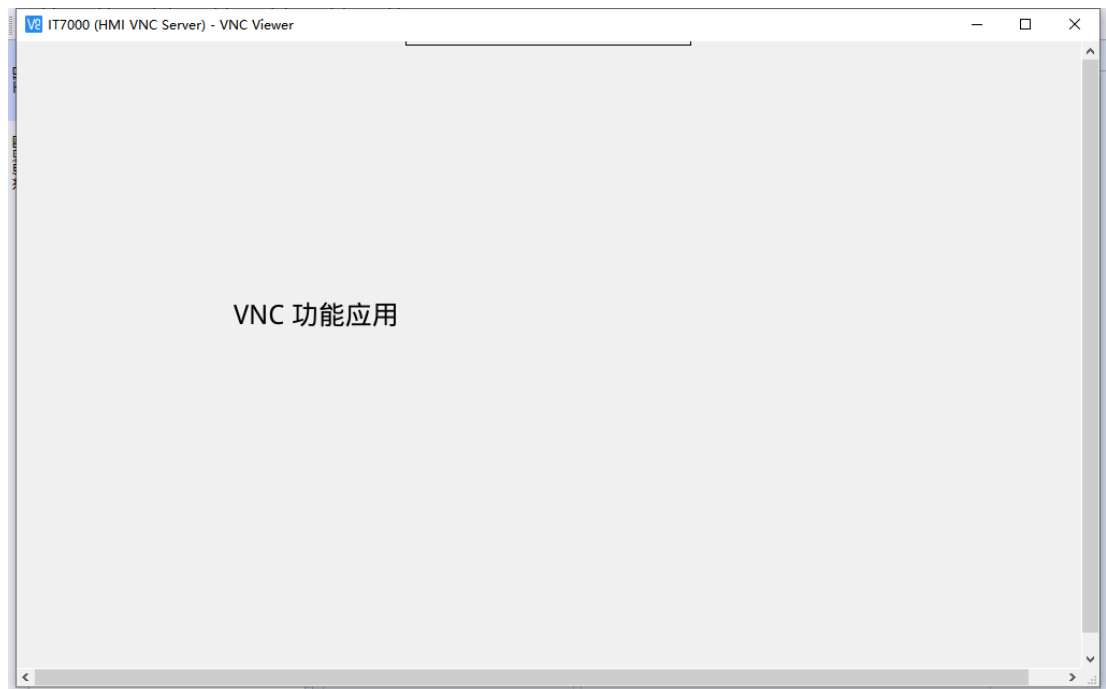 IT7000 (HMI VNC Server) - VNC Viewer
VNC 功能应用